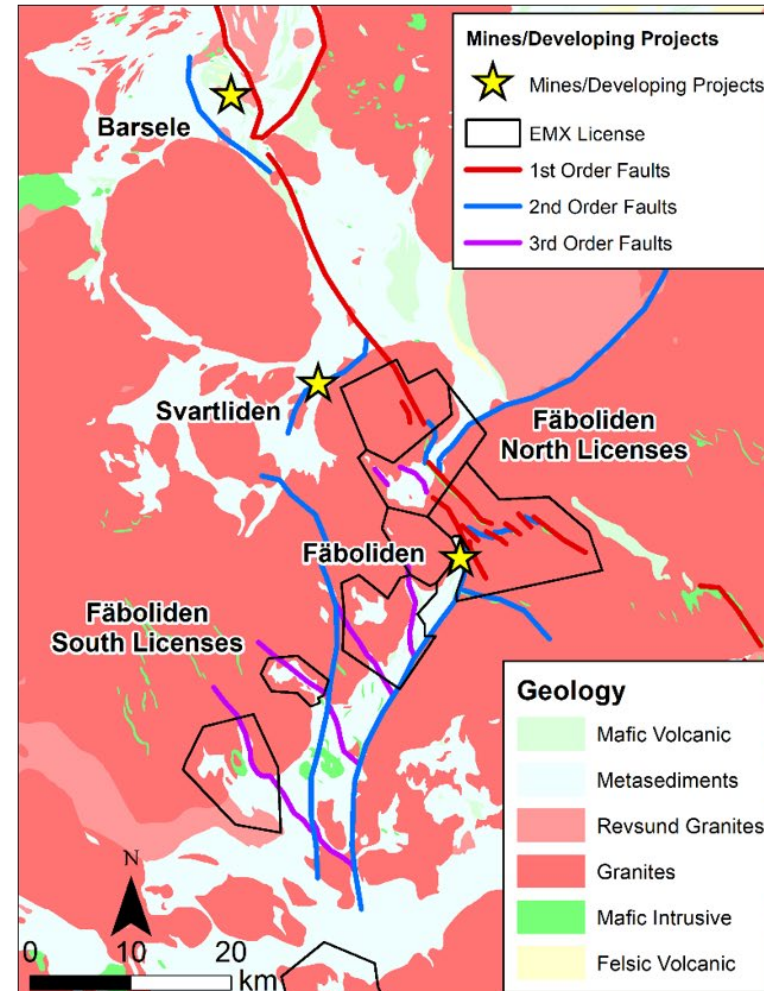 Mines/Developing Projects
Mines/Developing Projects
EMX License
1st Order Faults
2nd Order Faults
3rd Order Faults
Barsele
Svartliden
Fäboliden
North Licenses
Fäboliden
Fäboliden
South Licenses
Geology
Mafic Volcanic
Metasediments
Revsund Granites
Granites
Mafic Intrusive
Felsic Volcanic
N
0 10 20
km